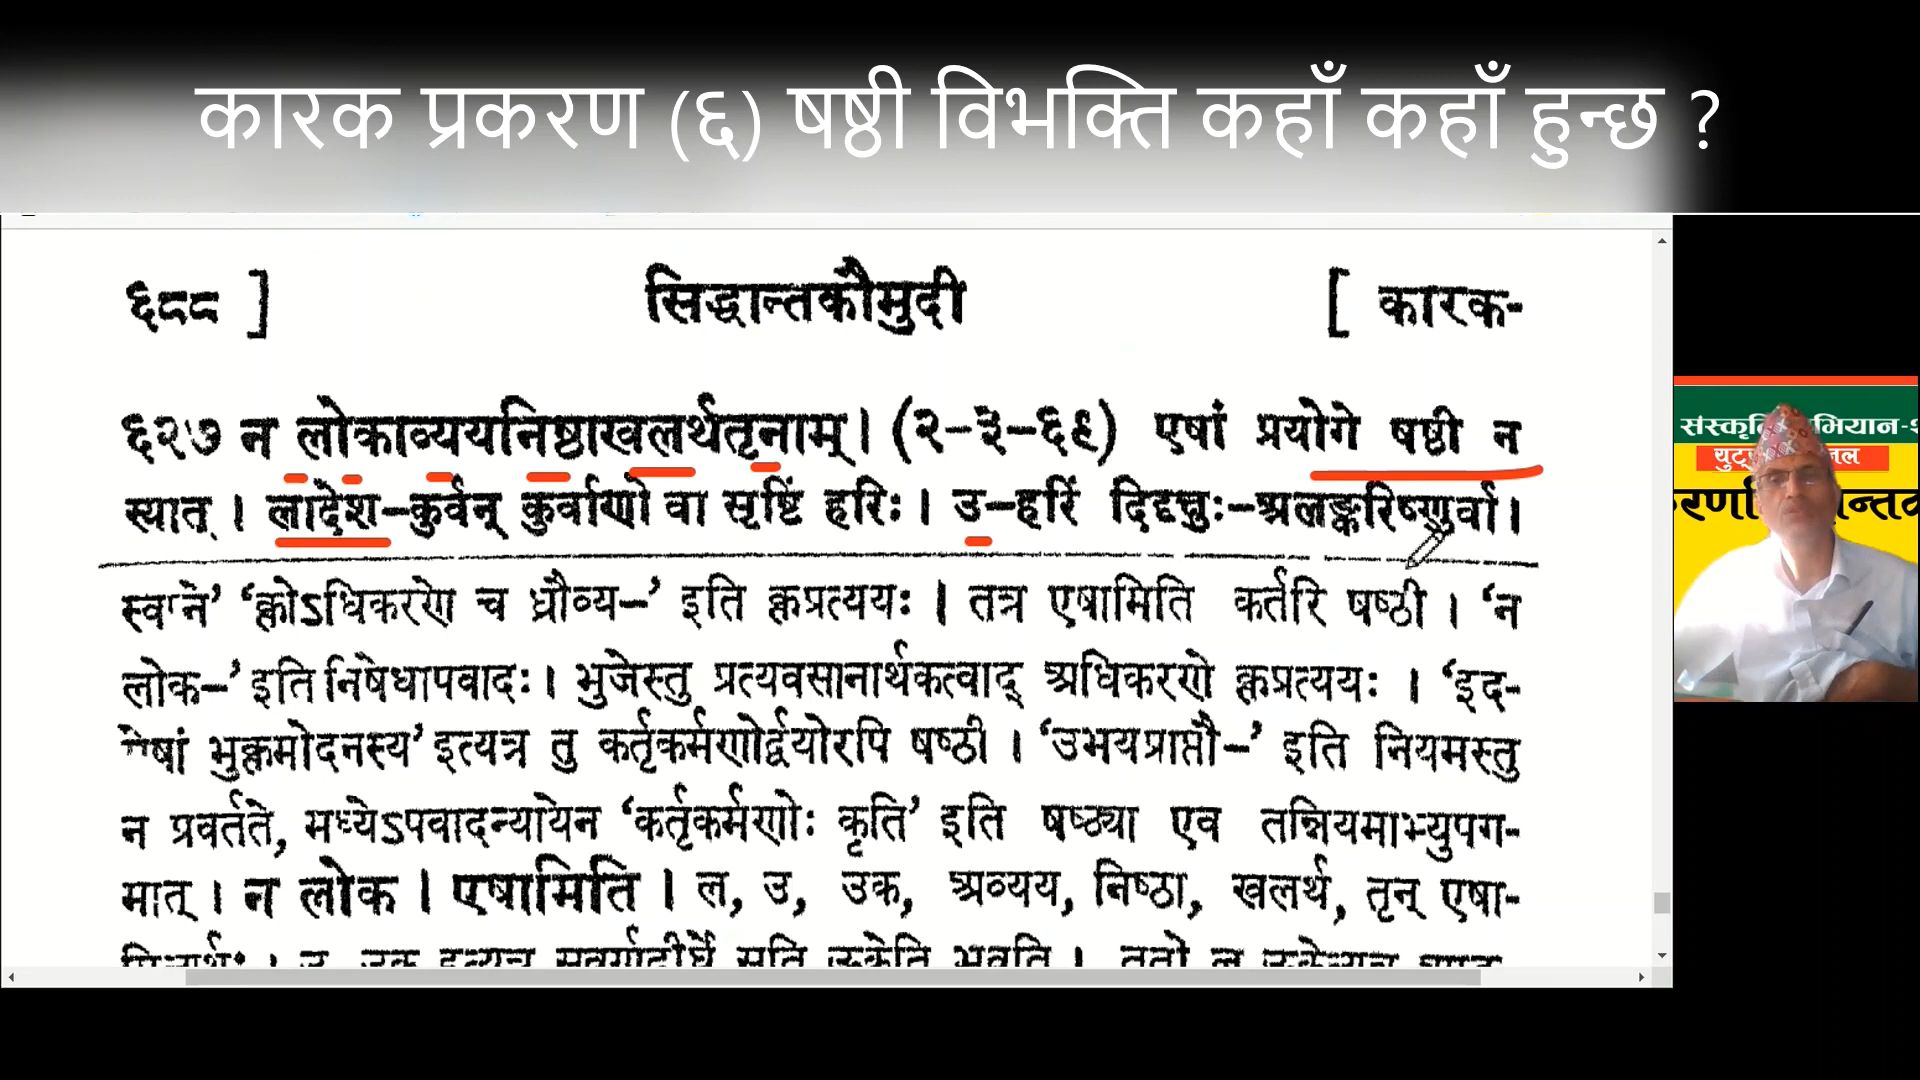 कारक प्रकरण (६) षष्ठी विभक्ति कहाँ कहाँ हुन्छ ?
६८८ ] सिद्धान्तकौमुदी [ कारक-
६२७ न लोकाव्ययनिष्ठाखलर्थतृनाम्। (२-३-६९) एषां प्रयोगे षष्ठी न
स्यात्। लादेश-कुर्वन् कुर्वाणो वा सृष्टिं हरिः। उ-हरिं दिदृक्षुः-अलङ्करिष्णुर्वा।
'क्तोऽधिकरणे च ध्रौव्य-' इति क्तप्रत्ययः। तत्र एषामिति कर्तरि षष्ठी। 'न
लोक-' इति निषेधापवादः। भुजेस्तु प्रत्यवसानार्थकत्वाद् अधिकरणे क्तप्रत्ययः। 'इद-
मेषां भुक्तमोदनस्य' इत्यत्र तु कर्तृकर्मणोर्द्वयोरपि षष्ठी। 'उभयप्राप्तौ-' इति नियमस्तु
न प्रवर्तते, मध्येऽपवादन्यायेन 'कर्तृकर्मणोः कृति' इति षष्ठ्या एव तन्नियमाभ्युपग-
मात्। न लोक। एषामिति। ल, उ, उक, अव्यय, निष्ठा, खलर्थ, तृन् एषा-